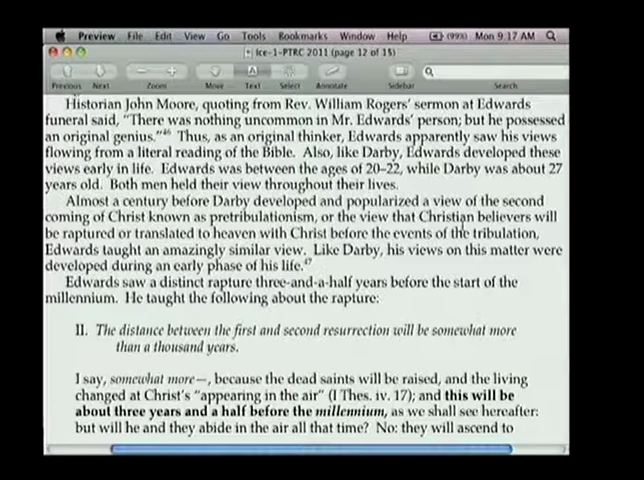 Preview File Edit View Go Tools Bookmarks Window Help (99%) Mon 9:17 AM
Ice-1-PTRC 2011 (page 12 of 15)
Previous Next Zoom Move Text Select Annotate Sidebar Search
Historian John Moore, quoting from Rev. William Rogers' sermon at Edwards
funeral said, "There was nothing uncommon in Mr. Edwards' person; but he possessed
an original genius."46 Thus, as an original thinker, Edwards apparently saw his views
flowing from a literal reading of the Bible. Also, like Darby, Edwards developed these
views early in life. Edwards was between the ages of 20–22, while Darby was about 27
years old. Both men held their view throughout their lives.
Almost a century before Darby developed and popularized a view of the second
coming of Christ known as pretribulationism, or the view that Christian believers will
be raptured or translated to heaven with Christ before the events of the tribulation,
Edwards taught an amazingly similar view. Like Darby, his views on this matter were
developed during an early phase of his life.47
Edwards saw a distinct rapture three-and-a-half years before the start of the
millennium. He taught the following about the rapture:
II. The distance between the first and second resurrection will be somewhat more
than a thousand years.
I say, somewhat more—, because the dead saints will be raised, and the living
changed at Christ's "appearing in the air" (I Thes. iv. 17); and this will be
about three years and a half before the millennium, as we shall see hereafter:
but will he and they abide in the air all that time? No: they will ascend to